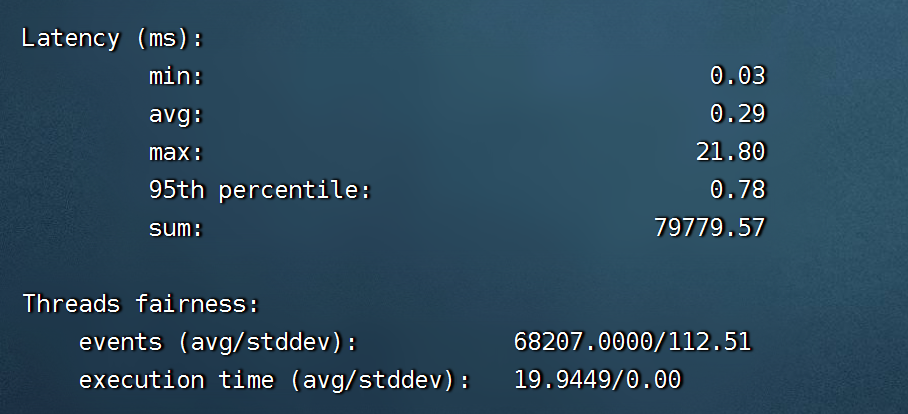 Latency (ms):
min: 0.03
avg: 0.29
max: 21.80
95th percentile: 0.78
sum: 79779.57
Threads fairness:
events (avg/stddev): 68207.0000/112.51
execution time (avg/stddev): 19.9449/0.00